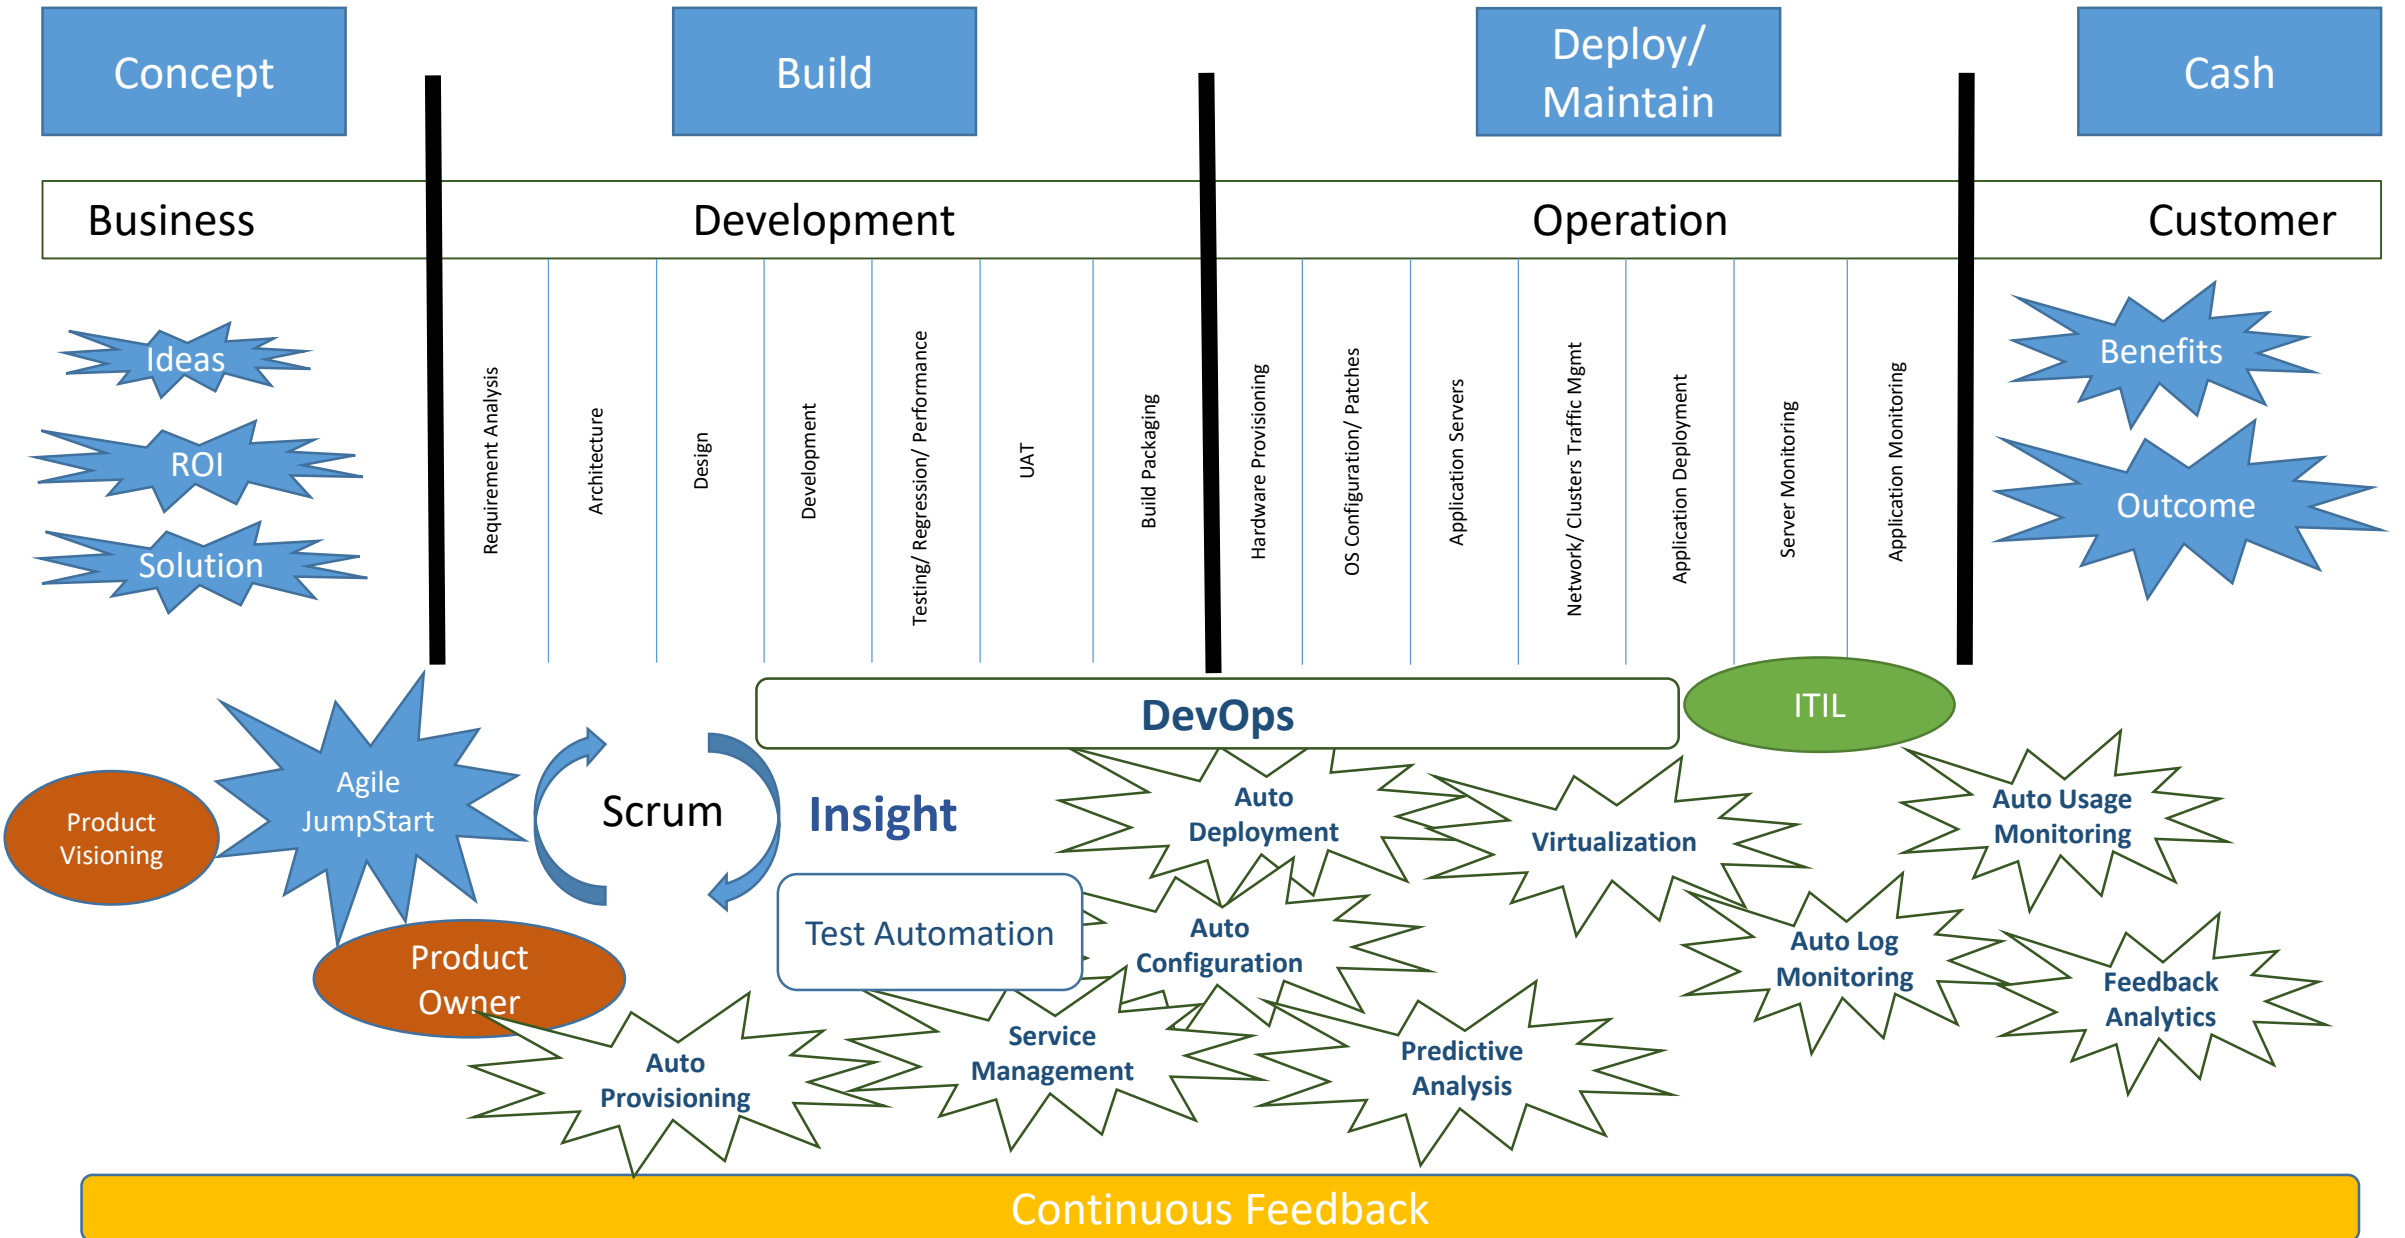 Concept
Build
Deploy/
Maintain
Cash
Business
Development
Operation
Customer
Ideas
ROI
Solution
Requirement Analysis
Architecture
Design
Development
Testing/ Regression/ Performance
UAT
Build Packaging
Hardware Provisioning
OS Configuration/ Patches
Application Servers
Network/ Clusters Traffic Mgmt
Application Deployment
Server Monitoring
Application Monitoring
Benefits
Outcome
DevOps
ITIL
Product
Visioning
Agile
JumpStart
Scrum
Insight
Auto
Deployment
Virtualization
Auto Usage
Monitoring
Product
Owner
Test Automation
Auto
Configuration
Auto Log
Monitoring
Feedback
Analytics
Auto
Provisioning
Service
Management
Predictive
Analysis
Continuous Feedback